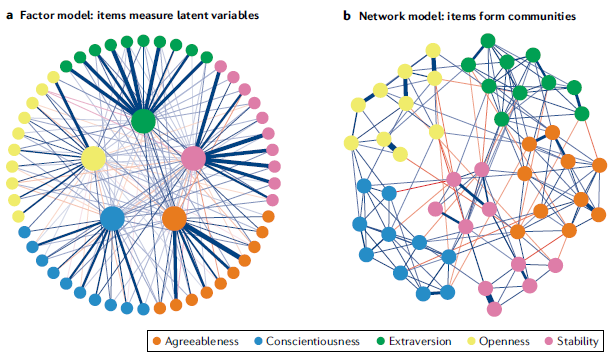 a Factor model: items measure latent variables
b Network model: items form communities
Agreeableness Conscientiousness Extraversion Openness Stability